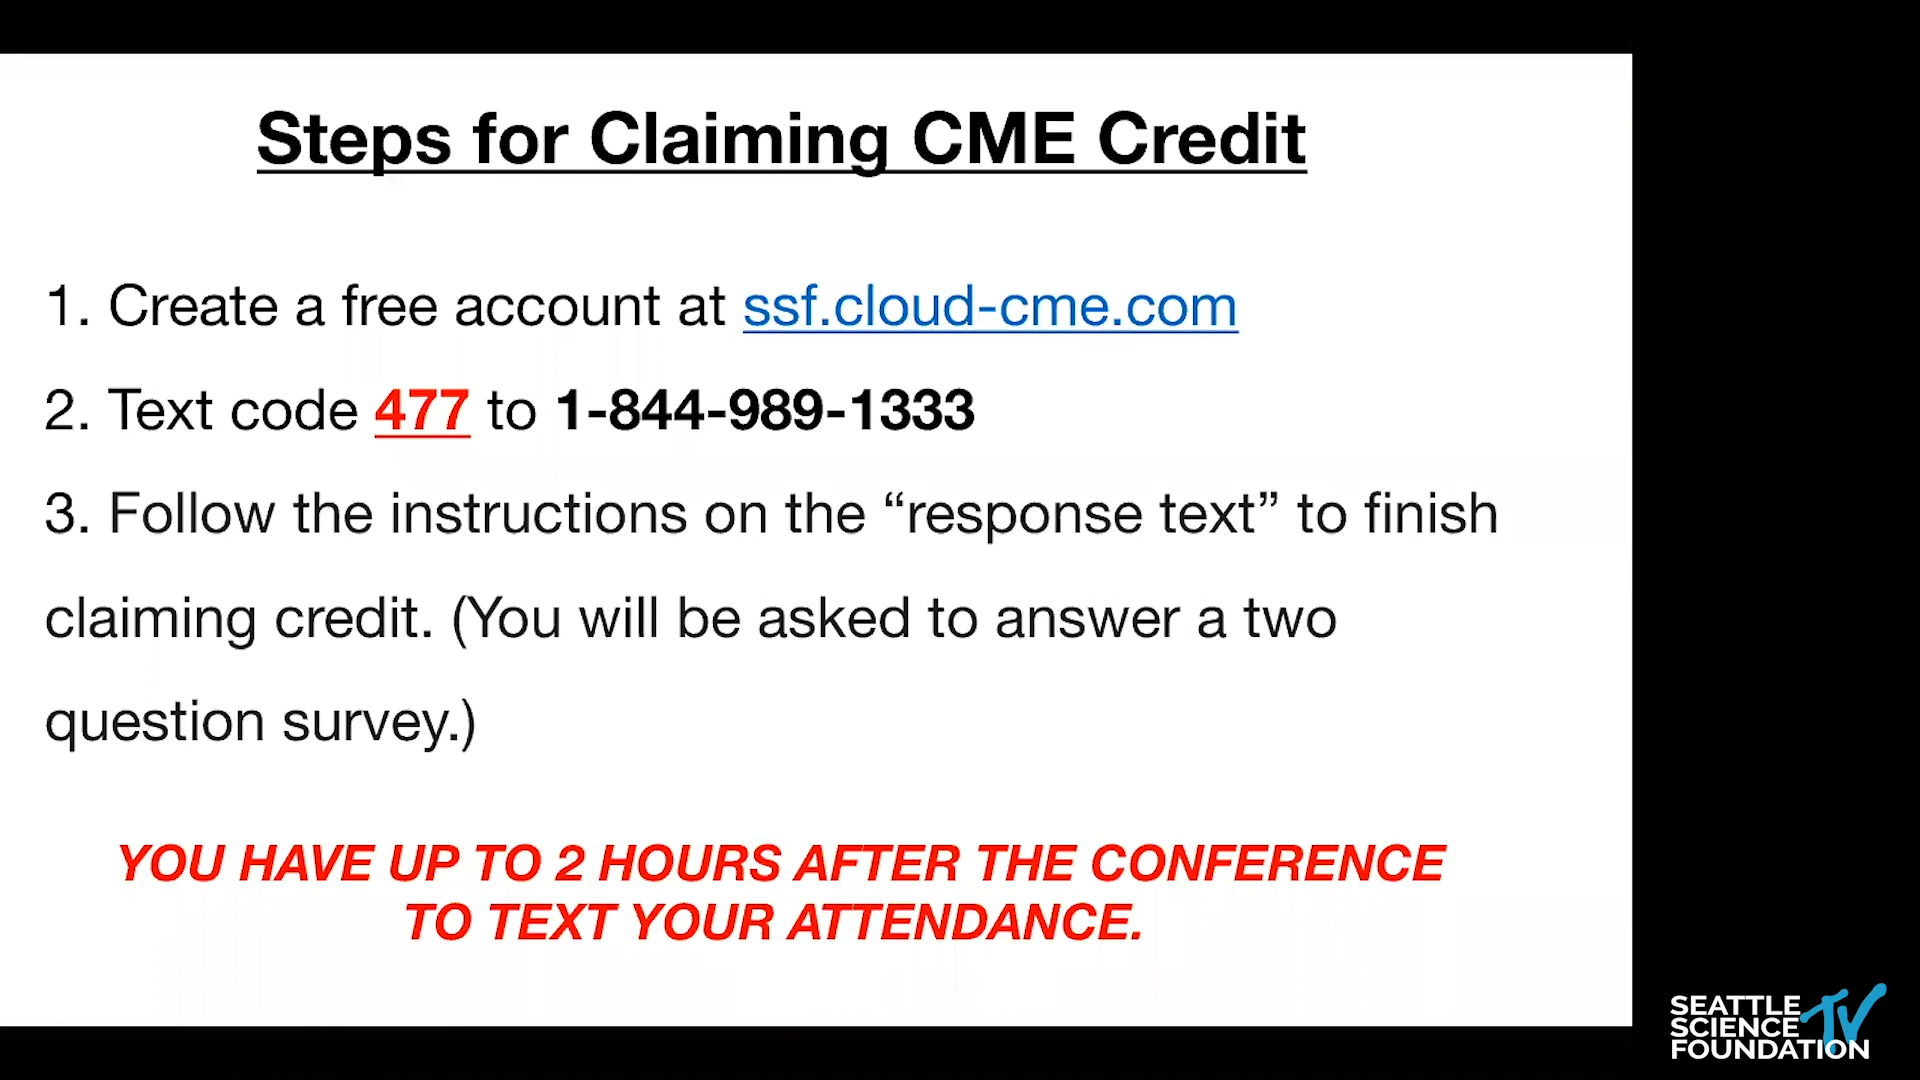 Steps for Claiming CME Credit
1. Create a free account at ssf.cloud-cme.com
2. Text code 477 to 1-844-989-1333
3. Follow the instructions on the “response text” to finish
claiming credit. (You will be asked to answer a two
question survey.)
YOU HAVE UP TO 2 HOURS AFTER THE CONFERENCE
TO TEXT YOUR ATTENDANCE.
SEATTLE
SCIENCE
FOUNDATION
TV